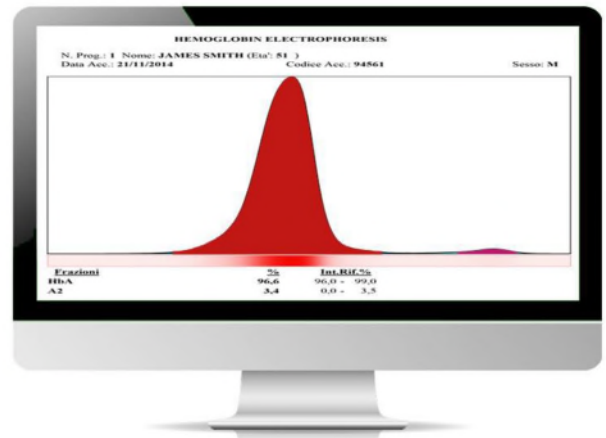 HEMOGLOBIN ELECTROPHORESIS
N. Prog.: 1 Nome: JAMES SMITH (Eta': 51 )
Data Acc.: 21/11/2014 Codice Acc.: 94561 Sesso: M
Frazioni % Int.Rif.%
HbA 96,6 96,0 - 99,0
A2 3,4 0,0 - 3,5